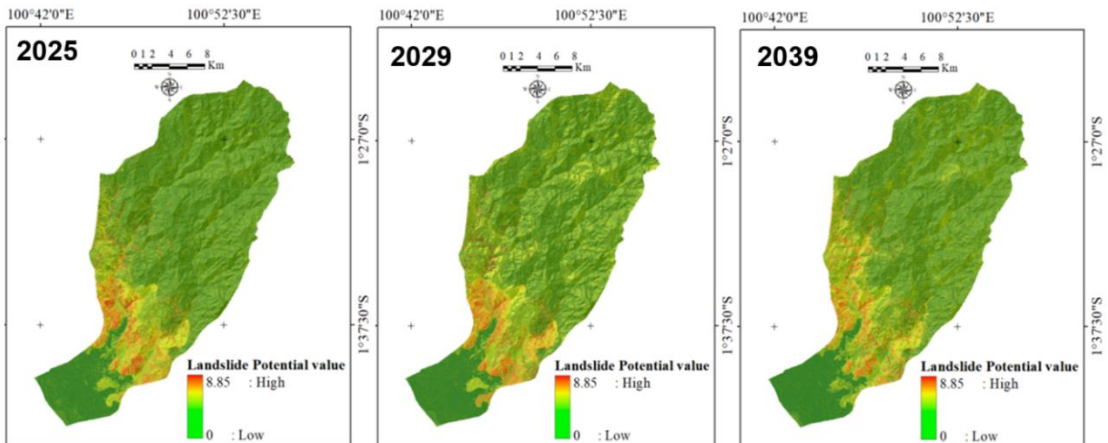 100°42'0"E 100°52'30"E
2025
0 1 2 4 6 8
Km
1°27'0"S
1°37'30"S
Landslide Potential value
8.85 : High
0 : Low
100°42'0"E 100°52'30"E
2029
0 1 2 4 6 8
Km
1°27'0"S
1°37'30"S
Landslide Potential value
8.85 : High
0 : Low
100°42'0"E 100°52'30"E
2039
0 1 2 4 6 8
Km
1°27'0"S
1°37'30"S
Landslide Potential value
8.85 : High
0 : Low